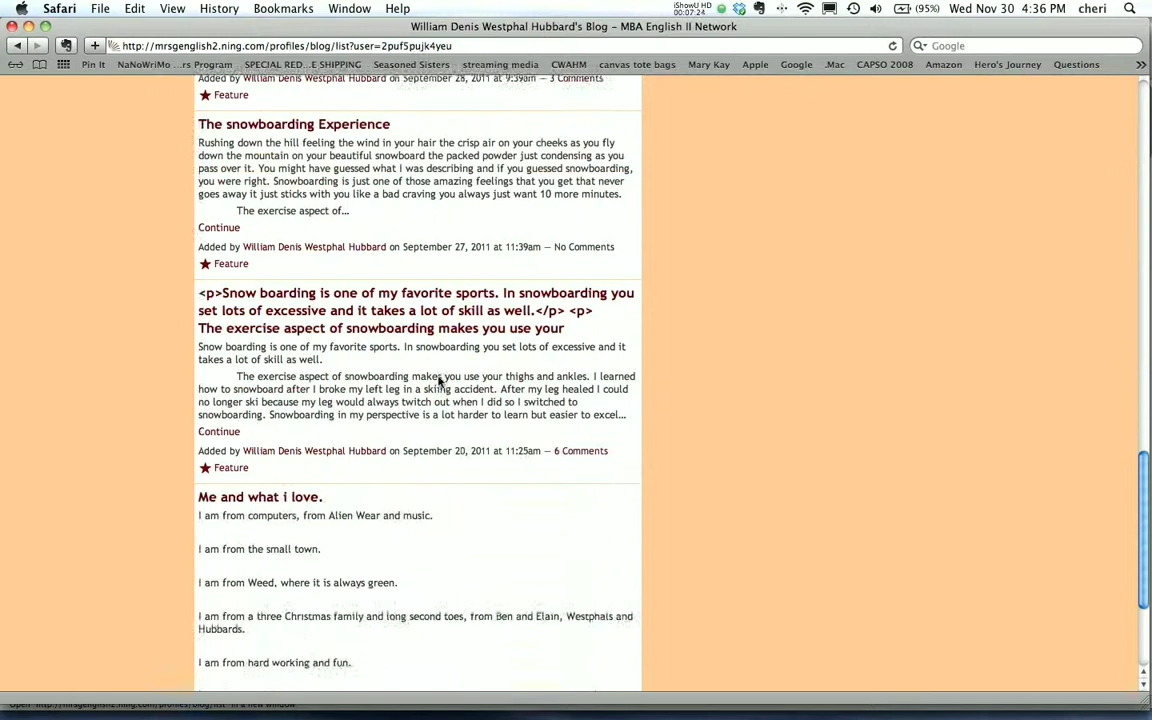 Safari File Edit View History Bookmarks Window Help iShowU HD 00:07:24 (95%) Wed Nov 30 4:36 PM cheri
William Denis Westphal Hubbard's Blog – MBA English II Network
http://mrsgenglish2.ning.com/profiles/blog/list?user=2puf5pujk4yeu Google
Pin It NaNoWriMo ...rs Program SPECIAL RED...E SHIPPING Seasoned Sisters streaming media CWAHM canvas tote bags Mary Kay Apple Google .Mac CAPSO 2008 Amazon Hero's Journey Questions
Added by William Denis Westphal Hubbard on September 28, 2011 at 9:39am — 3 Comments
Feature
The snowboarding Experience
Rushing down the hill feeling the wind in your hair the crisp air on your cheeks as you fly
down the mountain on your beautiful snowboard the packed powder just condensing as you
pass over it. You might have guessed what I was describing and if you guessed snowboarding,
you were right. Snowboarding is just one of those amazing feelings that you get that never
goes away it just sticks with you like a bad craving you always just want 10 more minutes.
The exercise aspect of…
Continue
Added by William Denis Westphal Hubbard on September 27, 2011 at 11:39am — No Comments
Feature
<p>Snow boarding is one of my favorite sports. In snowboarding you
set lots of excessive and it takes a lot of skill as well.</p> <p>
The exercise aspect of snowboarding makes you use your
Snow boarding is one of my favorite sports. In snowboarding you set lots of excessive and it
takes a lot of skill as well.
The exercise aspect of snowboarding makes you use your thighs and ankles. I learned
how to snowboard after I broke my left leg in a skiing accident. After my leg healed I could
no longer ski because my leg would always twitch out when I did so I switched to
snowboarding. Snowboarding in my perspective is a lot harder to learn but easier to excel…
Continue
Added by William Denis Westphal Hubbard on September 20, 2011 at 11:25am — 6 Comments
Feature
Me and what i love.
I am from computers, from Alien Wear and music.
I am from the small town.
I am from Weed, where it is always green.
I am from a three Christmas family and long second toes, from Ben and Elain, Westphals and
Hubbards.
I am from hard working and fun.
Open "http://mrsgenglish2.ning.com/profiles/blog/list" in a new window